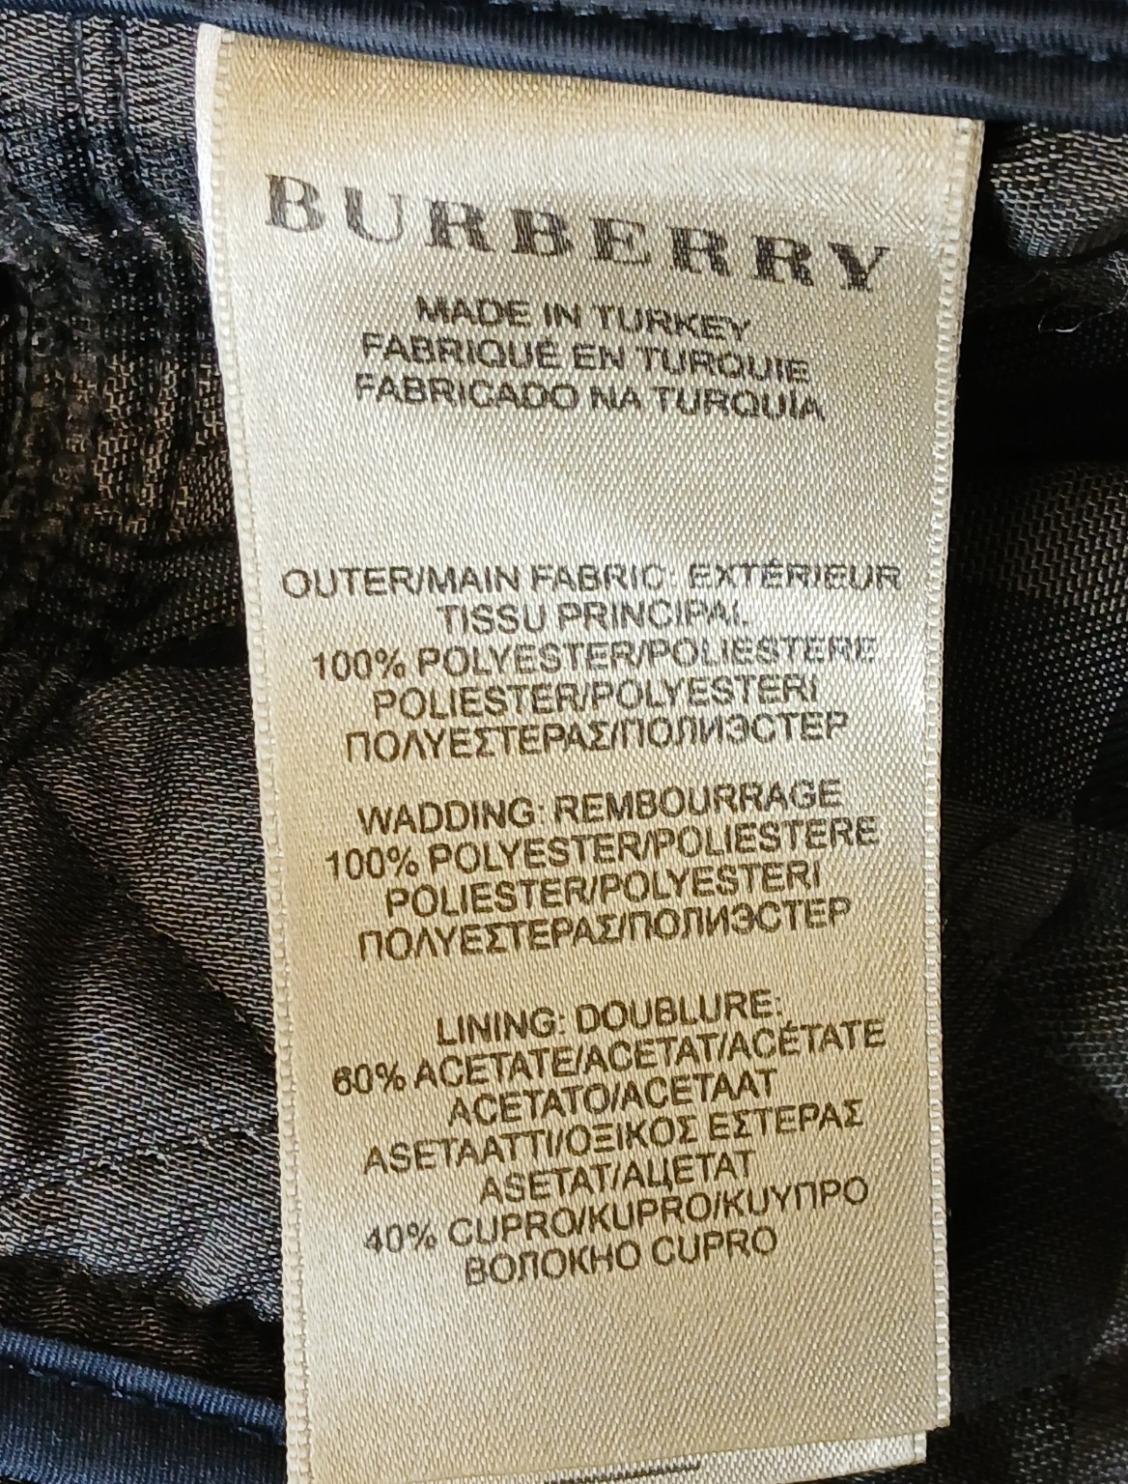 BURBERRY
MADE IN TURKEY
FABRIQUÉ EN TURQUIE
FABRICADO NA TURQUÍA
OUTER/MAIN FABRIC: EXTÉRIEUR
TISSU PRINCIPAL
100% POLYESTER/POLIESTERE
POLIESTER/POLYESTERI
ΠΟΛΥΕΣΤΕΡΑΣ/ПОЛИЭСТЕР
WADDING: REMBOURRAGE
100% POLYESTER/POLIESTERE
POLIESTER/POLYESTERI
ΠΟΛΥΕΣΤΕΡΑΣ/ПОЛИЭСТЕР
LINING: DOUBLURE:
60% ACETATE/ACETAT/ACÉTATE
ACETATO/ACETAAT
ASETAATTI/ΟΞΙΚΟΣ ΕΣΤΕΡΑΣ
ASETAT/АЦЕТАТ
40% CUPRO/KUPRO/ΚΥΥΠΡΟ
ВОЛОКНО CUPRO